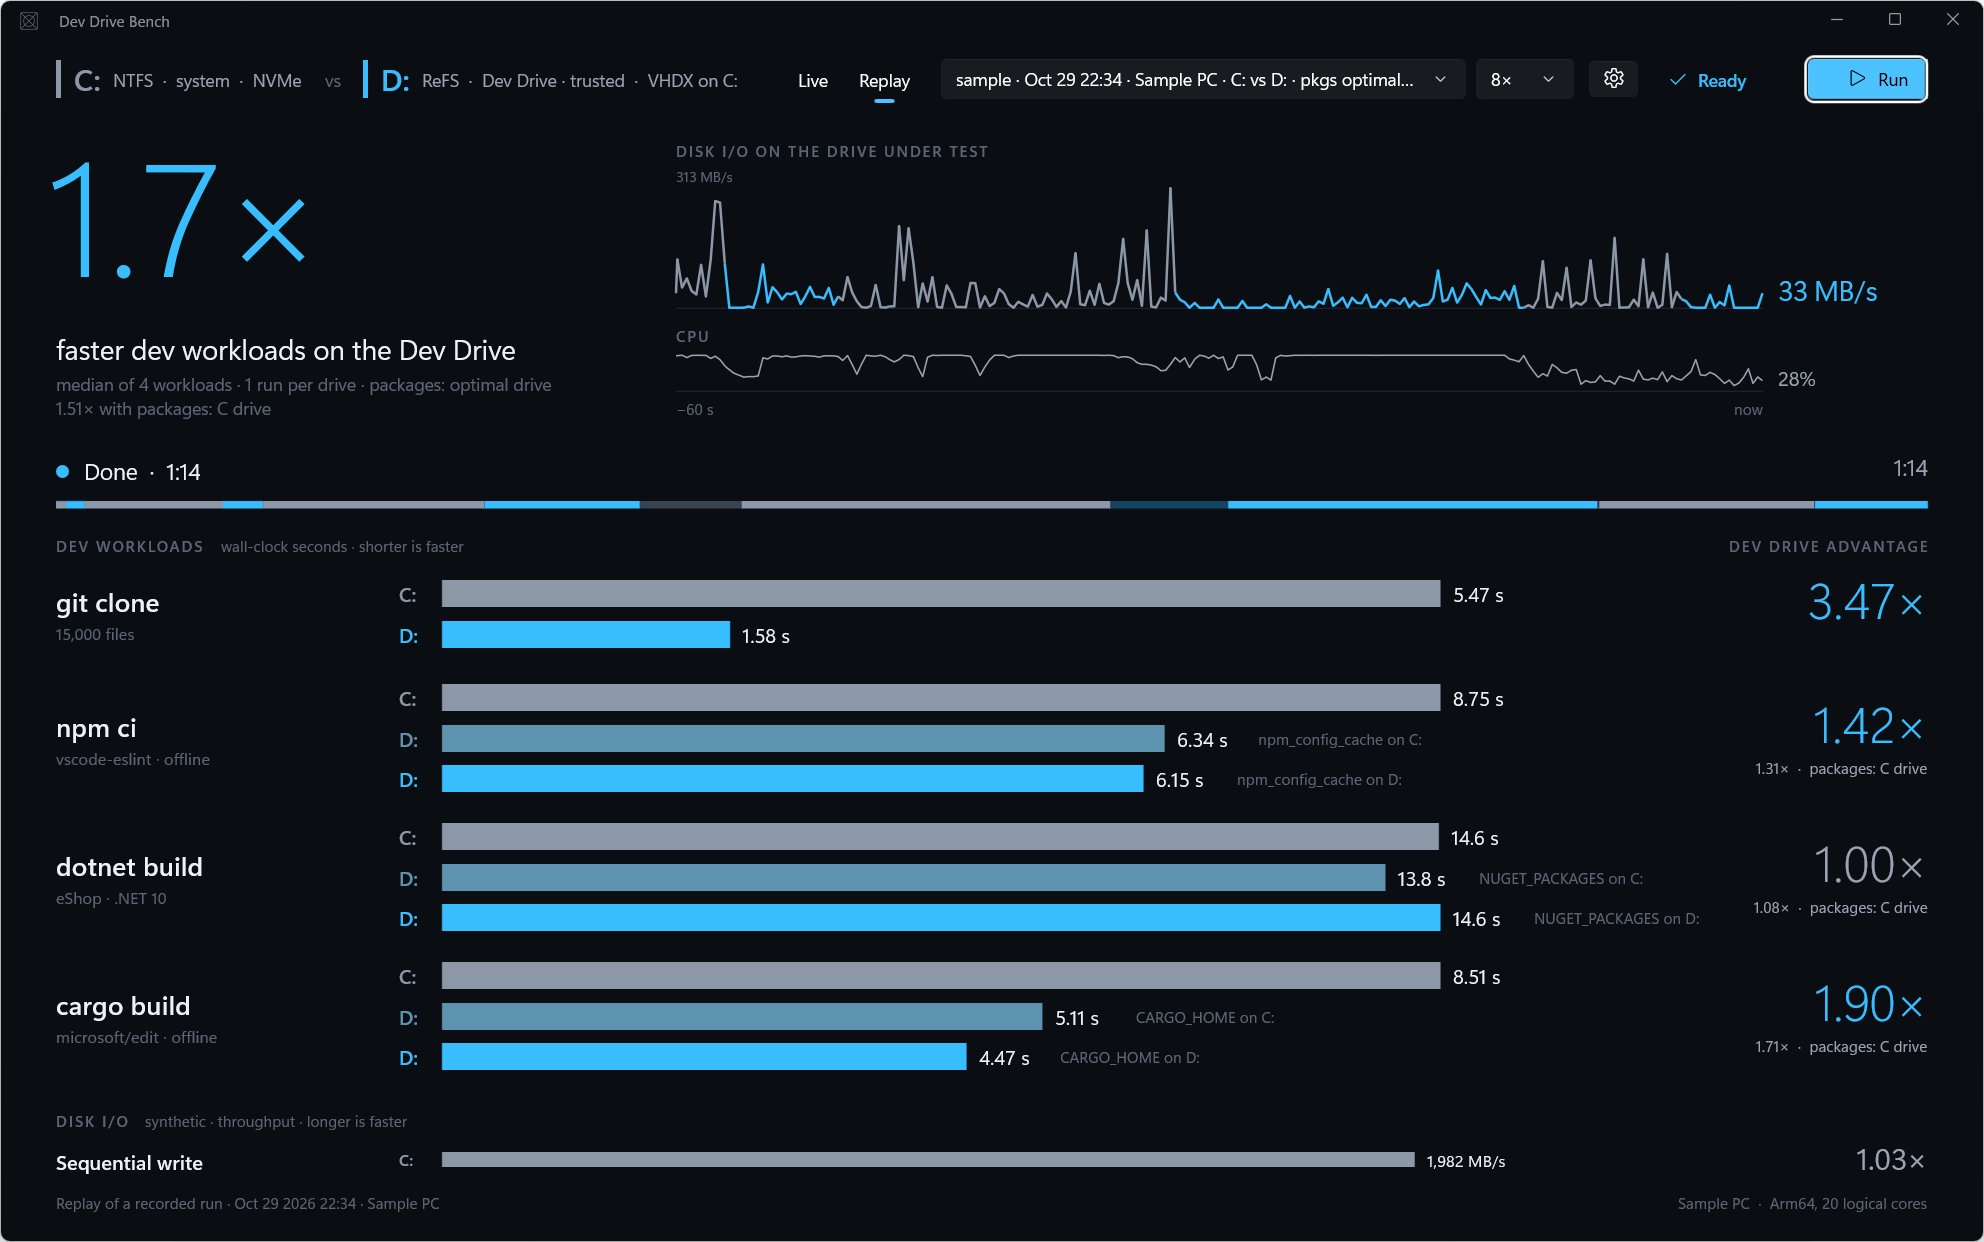 Dev Drive Bench
C: NTFS · system · NVMe vs D: ReFS · Dev Drive · trusted · VHDX on C:
Live Replay sample · Oct 29 22:34 · Sample PC · C: vs D: · pkgs optimal... 8× Ready Run
1.7×
faster dev workloads on the Dev Drive
median of 4 workloads · 1 run per drive · packages: optimal drive
1.51× with packages: C drive
DISK I/O ON THE DRIVE UNDER TEST
313 MB/s
33 MB/s
CPU
28%
−60 s now
Done · 1:14
1:14
DEV WORKLOADS wall-clock seconds · shorter is faster
DEV DRIVE ADVANTAGE
git clone
15,000 files
C: 5.47 s
D: 1.58 s
3.47×
npm ci
vscode-eslint · offline
C: 8.75 s
D: 6.34 s npm_config_cache on C:
D: 6.15 s npm_config_cache on D:
1.42×
1.31× · packages: C drive
dotnet build
eShop · .NET 10
C: 14.6 s
D: 13.8 s NUGET_PACKAGES on C:
D: 14.6 s NUGET_PACKAGES on D:
1.00×
1.08× · packages: C drive
cargo build
microsoft/edit · offline
C: 8.51 s
D: 5.11 s CARGO_HOME on C:
D: 4.47 s CARGO_HOME on D:
1.90×
1.71× · packages: C drive
DISK I/O synthetic · throughput · longer is faster
Sequential write C: 1,982 MB/s 1.03×
Replay of a recorded run · Oct 29 2026 22:34 · Sample PC
Sample PC · Arm64, 20 logical cores